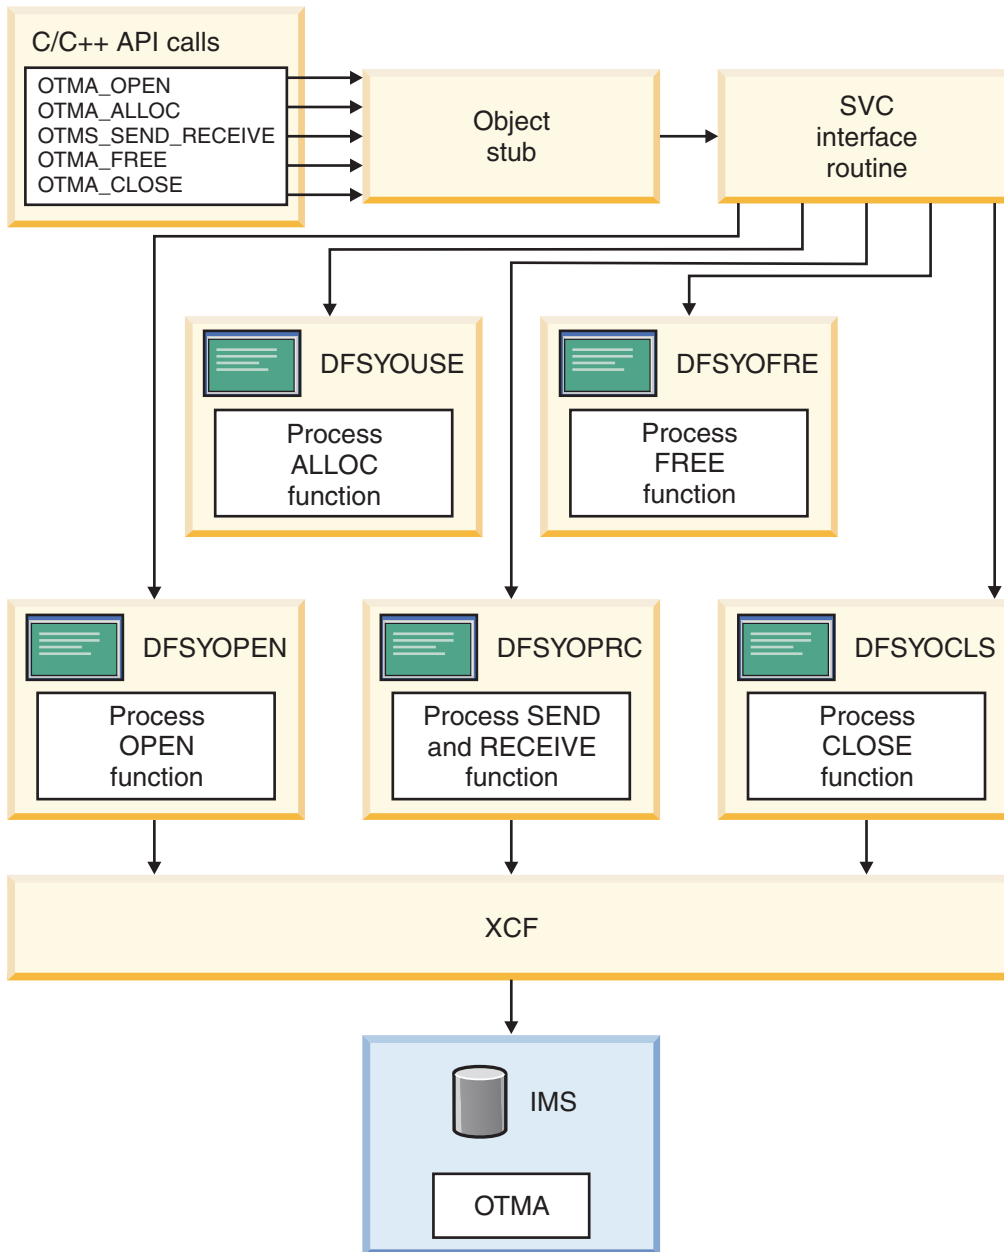 C/C++ API calls
OTMA_OPEN
OTMA_ALLOC
OTMS_SEND_RECEIVE
OTMA_FREE
OTMA_CLOSE
Object
stub
SVC
interface
routine
DFSYOUSE
Process
ALLOC
function
DFSYOFRE
Process
FREE
function
DFSYOPEN
Process
OPEN
function
DFSYOPRC
Process SEND
and RECEIVE
function
DFSYOCLS
Process
CLOSE
function
XCF
IMS
OTMA